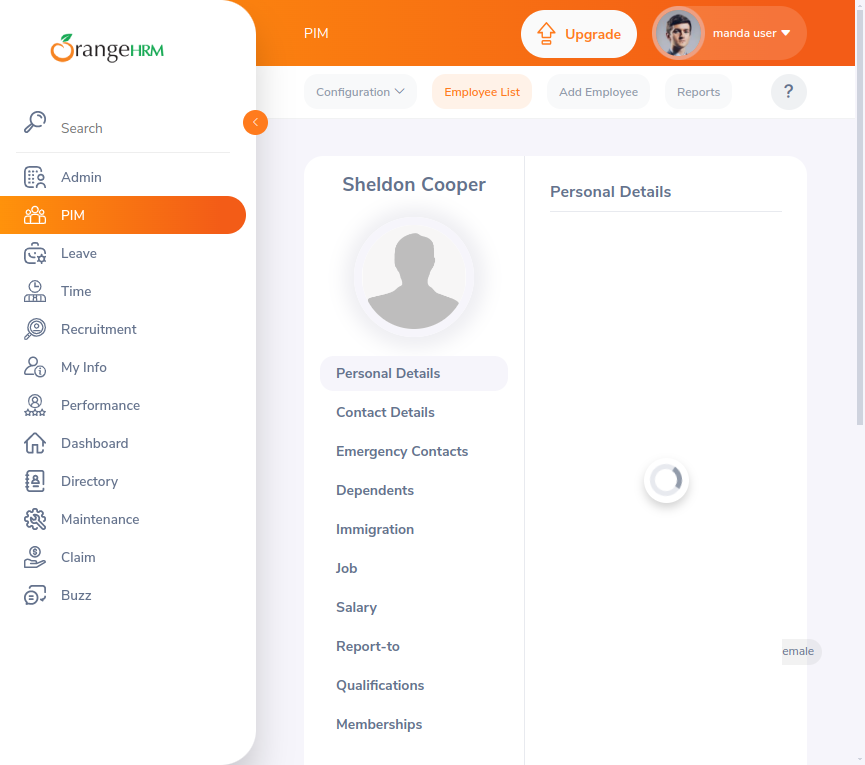 OrangeHRM
Search
Admin
PIM
Leave
Time
Recruitment
My Info
Performance
Dashboard
Directory
Maintenance
Claim
Buzz
PIM
Upgrade
manda user
Configuration
Employee List
Add Employee
Reports
?
Sheldon Cooper
Personal Details
Contact Details
Emergency Contacts
Dependents
Immigration
Job
Salary
Report-to
Qualifications
Memberships
Personal Details
emale